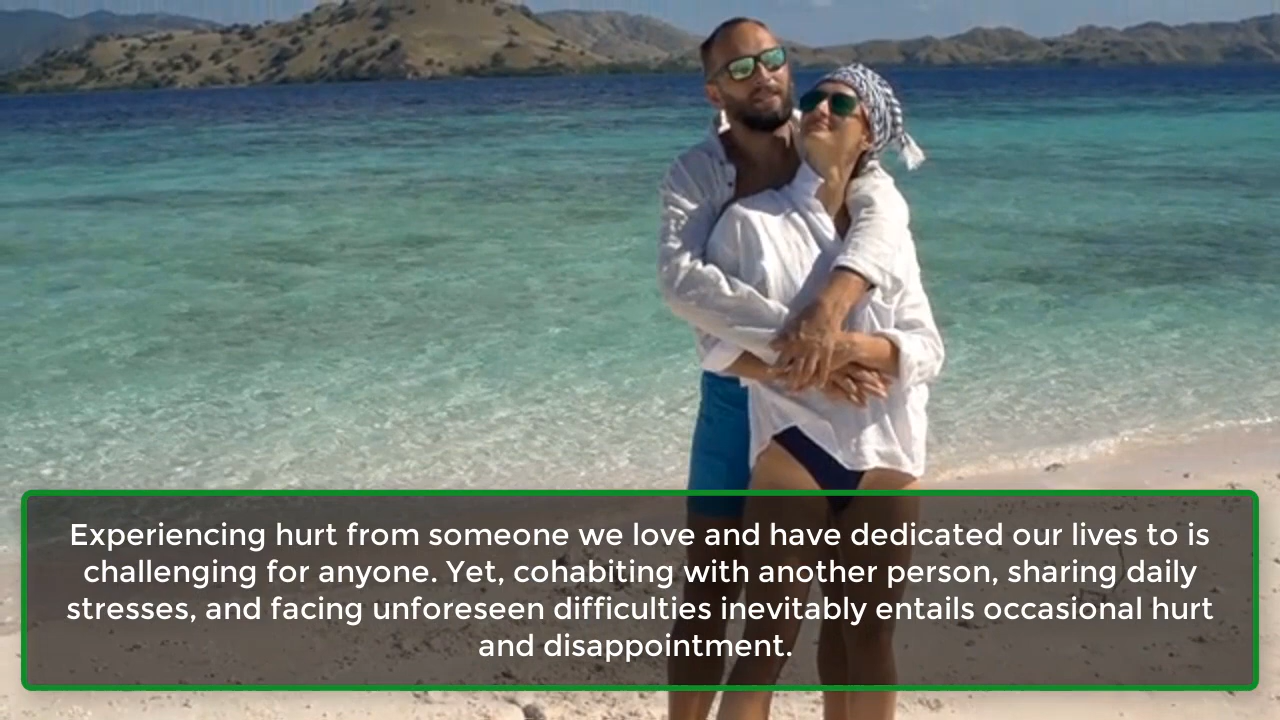 Experiencing hurt from someone we love and have dedicated our lives to is
challenging for anyone. Yet, cohabiting with another person, sharing daily
stresses, and facing unforeseen difficulties inevitably entails occasional hurt
and disappointment.